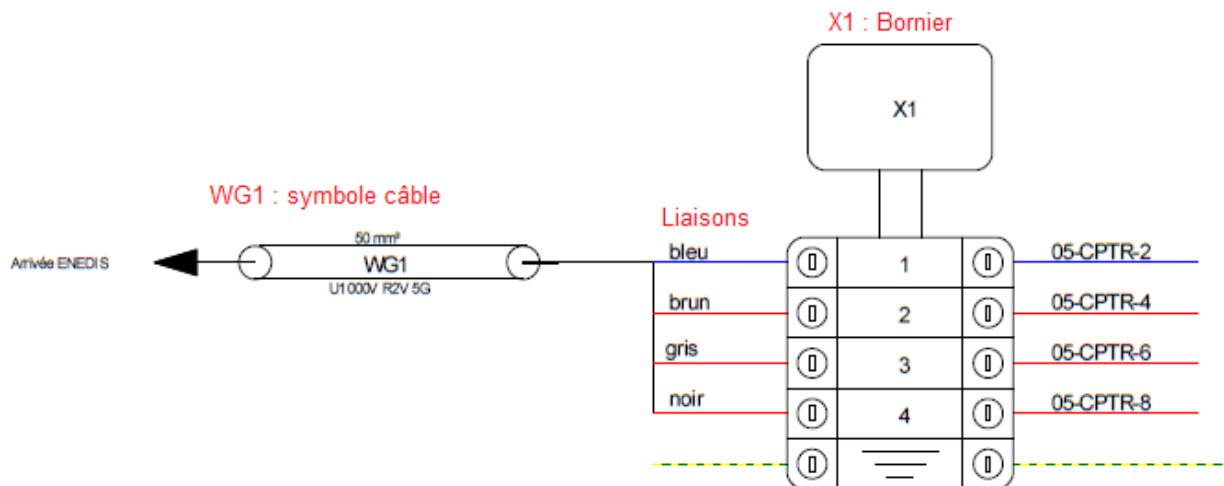 X1 : Bornier
X1
WG1 : symbole câble
Liaisons
50 mm²
Arrivée ENEDIS
WG1
U1000V R2V 5G
bleu
1
05-CPTR-2
brun
2
05-CPTR-4
gris
3
05-CPTR-6
noir
4
05-CPTR-8